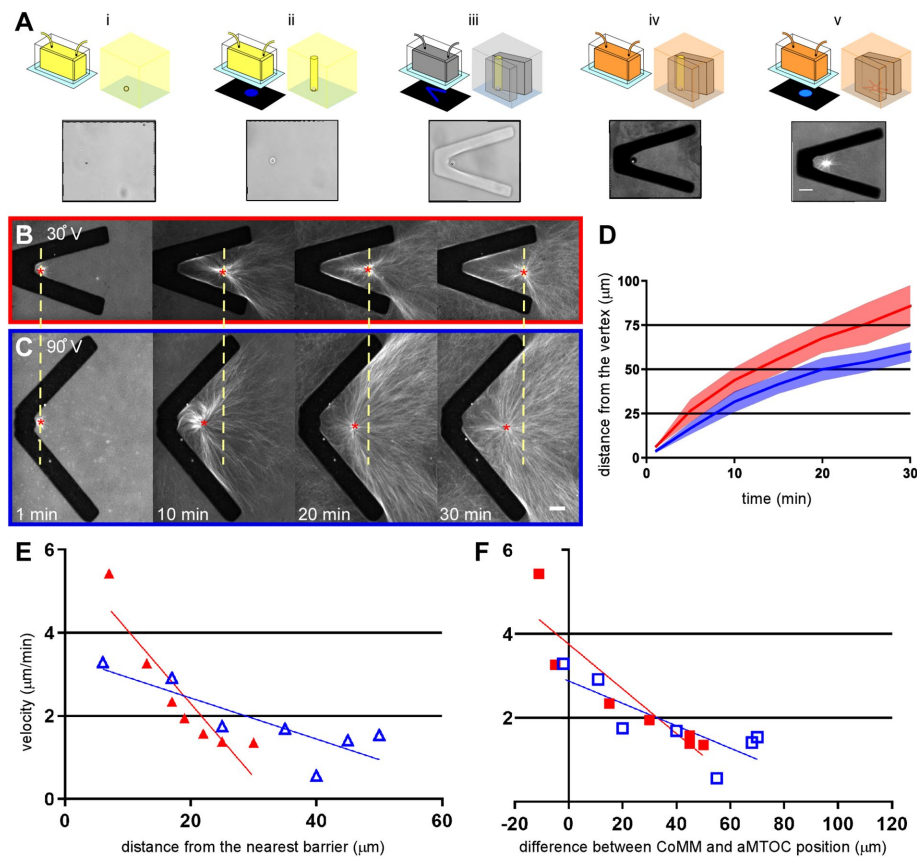 A
i
ii
iii
iv
v
B
30° V
C
90° V
1 min
10 min
20 min
30 min
D
distance from the vertex (μm)
100
75
50
25
0
0
10
20
30
time (min)
E
velocity (μm/min)
6
4
2
0
0
20
40
60
distance from the nearest barrier (μm)
F
6
4
2
-20
0
20
40
60
80
100
120
difference between CoMM and aMTOC position (μm)